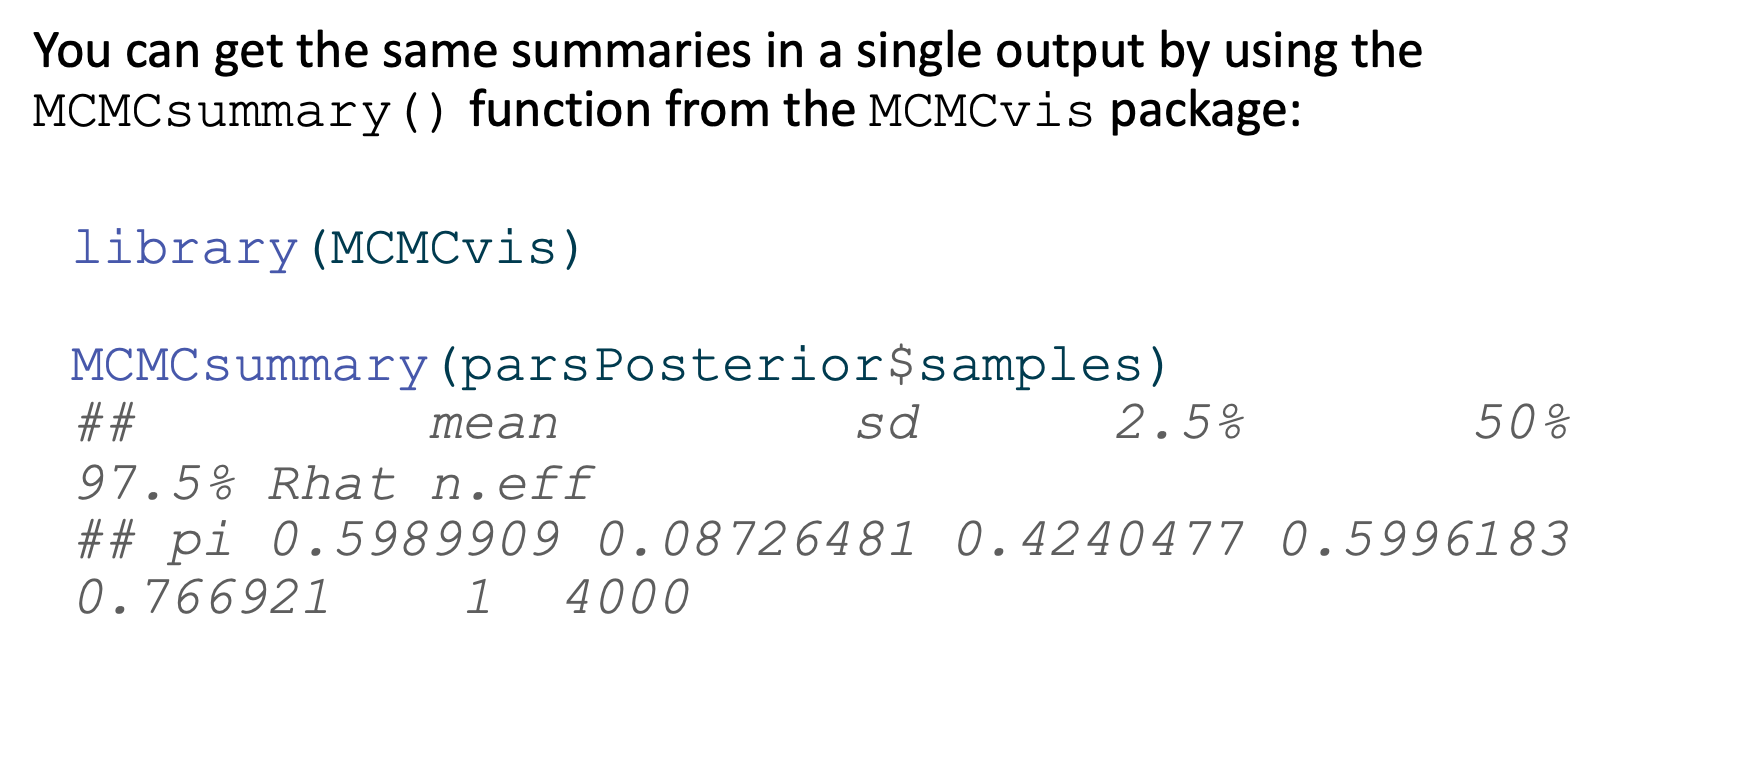 You can get the same summaries in a single output by using the
MCMCsummary() function from the MCMCvis package:
library(MCMCvis)
MCMCsummary(parsPosterior$samples)
## mean sd 2.5% 50%
97.5% Rhat n.eff
## pi 0.5989909 0.08726481 0.4240477 0.5996183
0.766921 1 4000